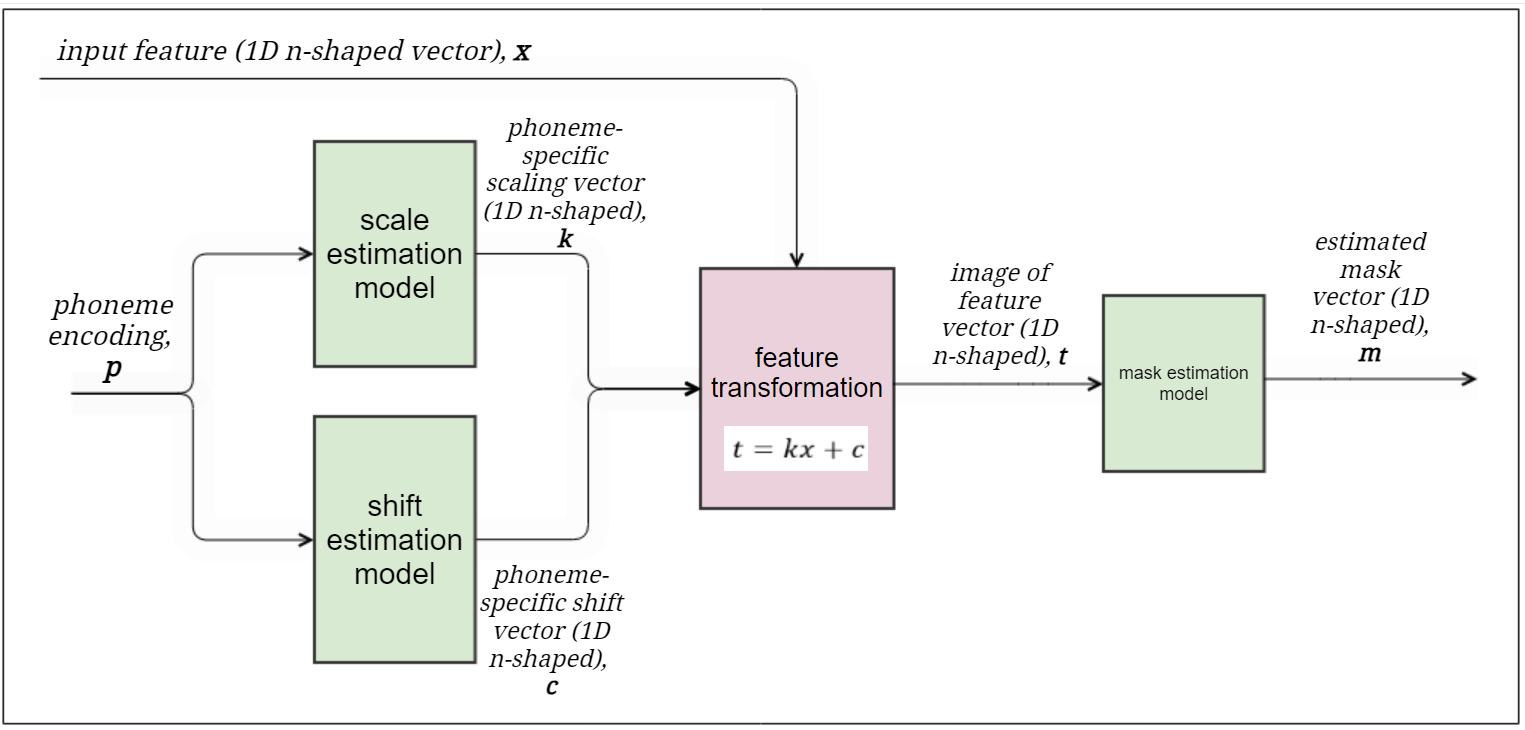 input feature (1D n-shaped vector), x
phoneme-
specific
scaling vector
(1D n-shaped),
k
scale
estimation
model
phoneme
encoding,
p
shift
estimation
model
phoneme-
specific shift
vector (1D
n-shaped),
c
feature
transformation
t = kx + c
image of
feature
vector (1D
n-shaped), t
mask estimation
model
estimated
mask
vector (1D
n-shaped),
m